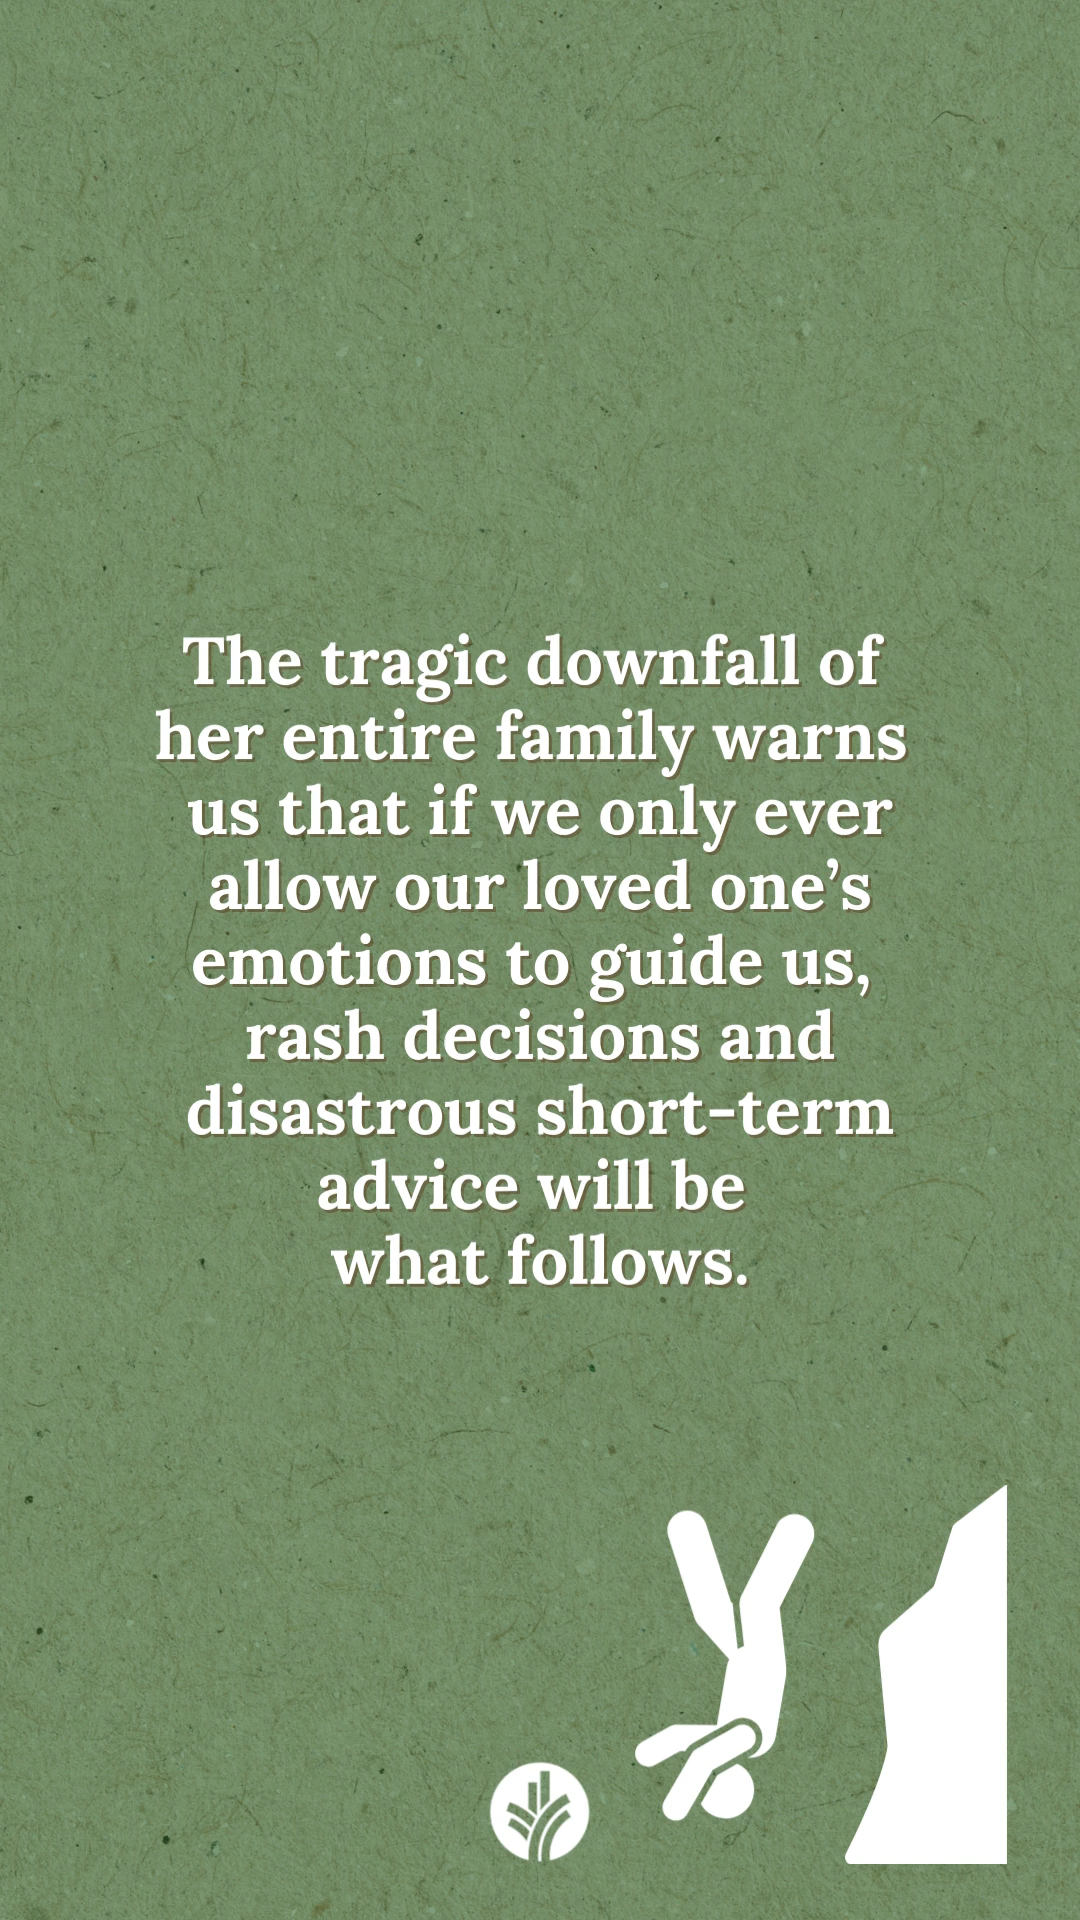 The tragic downfall of
her entire family warns
us that if we only ever
allow our loved one’s
emotions to guide us,
rash decisions and
disastrous short-term
advice will be
what follows.